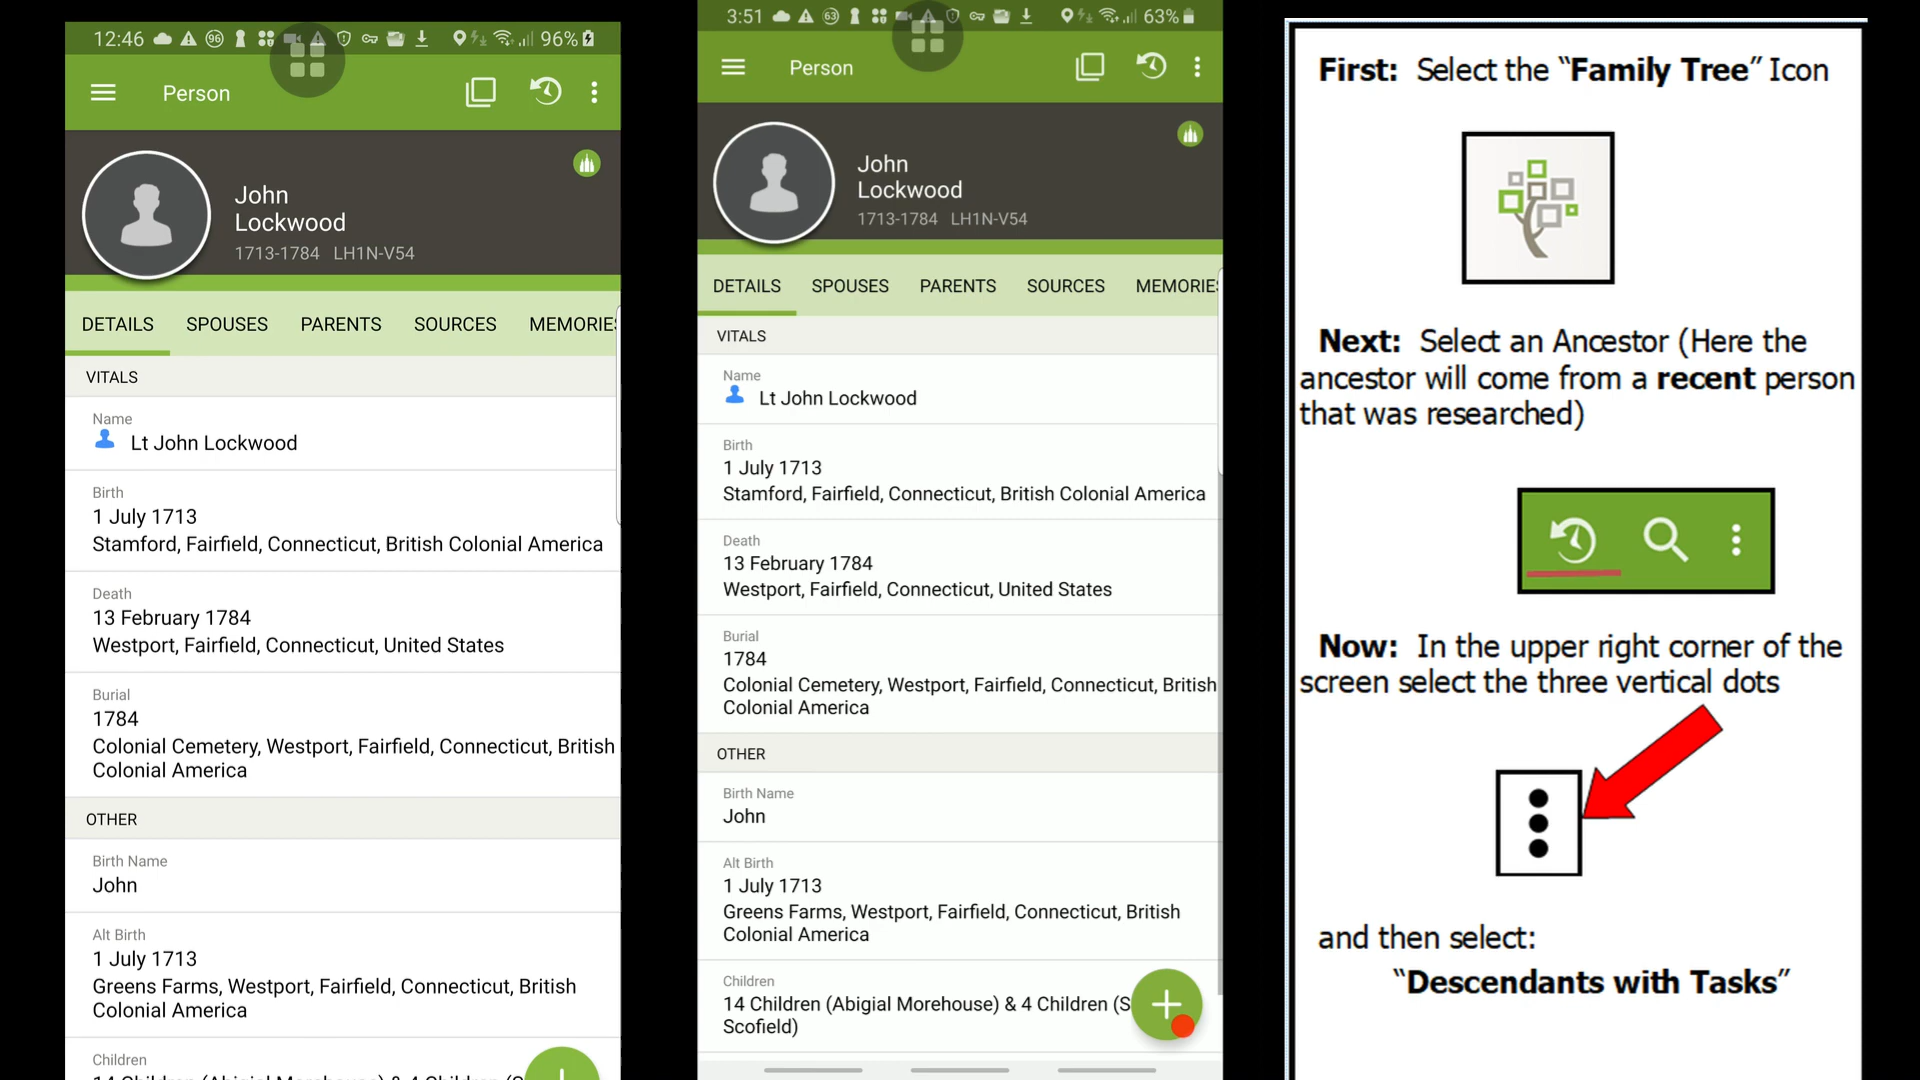 12:46
96
96%
Person
John
Lockwood
1713-1784 LH1N-V54
DETAILS SPOUSES PARENTS SOURCES MEMORIE
VITALS
Name
Lt John Lockwood
Birth
1 July 1713
Stamford, Fairfield, Connecticut, British Colonial America
Death
13 February 1784
Westport, Fairfield, Connecticut, United States
Burial
1784
Colonial Cemetery, Westport, Fairfield, Connecticut, British
Colonial America
OTHER
Birth Name
John
Alt Birth
1 July 1713
Greens Farms, Westport, Fairfield, Connecticut, British
Colonial America
Children
14 Children (Abigial Morehouse) & 4 Children (S
3:51
63
63%
Person
John
Lockwood
1713-1784 LH1N-V54
DETAILS SPOUSES PARENTS SOURCES MEMORIES
VITALS
Name
Lt John Lockwood
Birth
1 July 1713
Stamford, Fairfield, Connecticut, British Colonial America
Death
13 February 1784
Westport, Fairfield, Connecticut, United States
Burial
1784
Colonial Cemetery, Westport, Fairfield, Connecticut, British
Colonial America
OTHER
Birth Name
John
Alt Birth
1 July 1713
Greens Farms, Westport, Fairfield, Connecticut, British
Colonial America
Children
14 Children (Abigial Morehouse) & 4 Children (S
Scofield)
First: Select the “Family Tree” Icon
Next: Select an Ancestor (Here the
ancestor will come from a recent person
that was researched)
Now: In the upper right corner of the
screen select the three vertical dots
and then select:
“Descendants with Tasks”